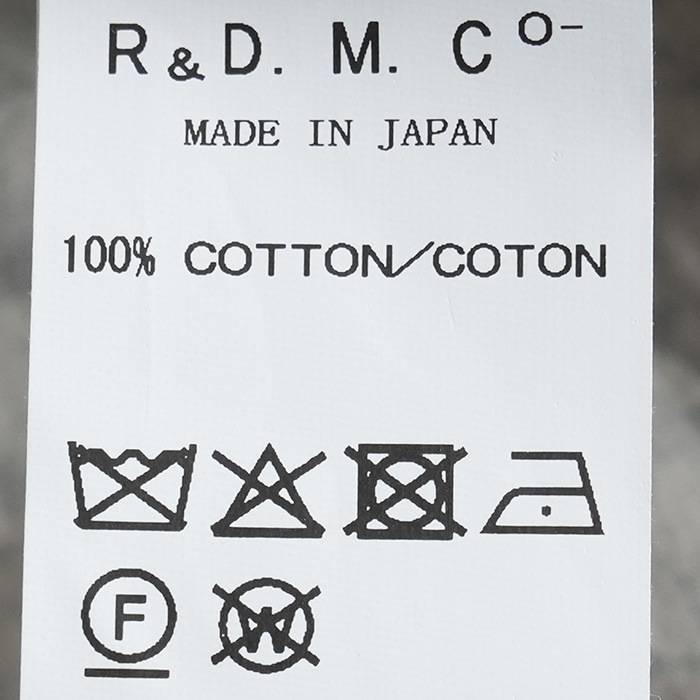 R&D. M. Co-
MADE IN JAPAN
100% COTTON/COTON
F W